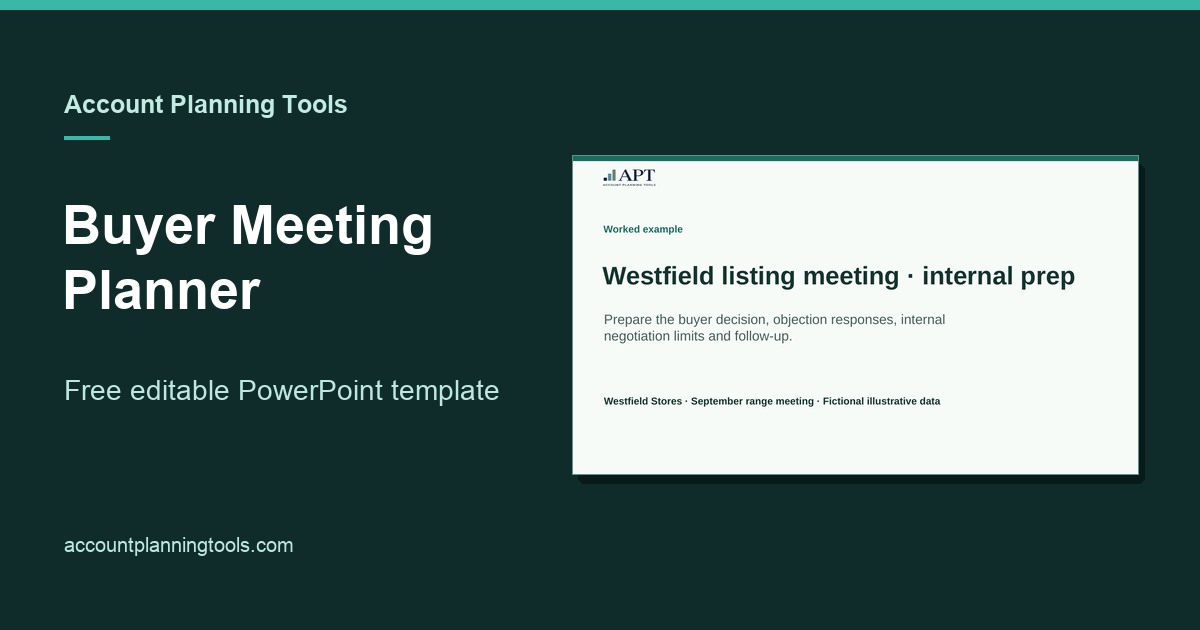 Account Planning Tools
Buyer Meeting
Planner
Free editable PowerPoint template
accountplanningtools.com
APT
ACCOUNT PLANNING TOOLS
Worked example
Westfield listing meeting · internal prep
Prepare the buyer decision, objection responses, internal
negotiation limits and follow-up.
Westfield Stores · September range meeting · Fictional illustrative data